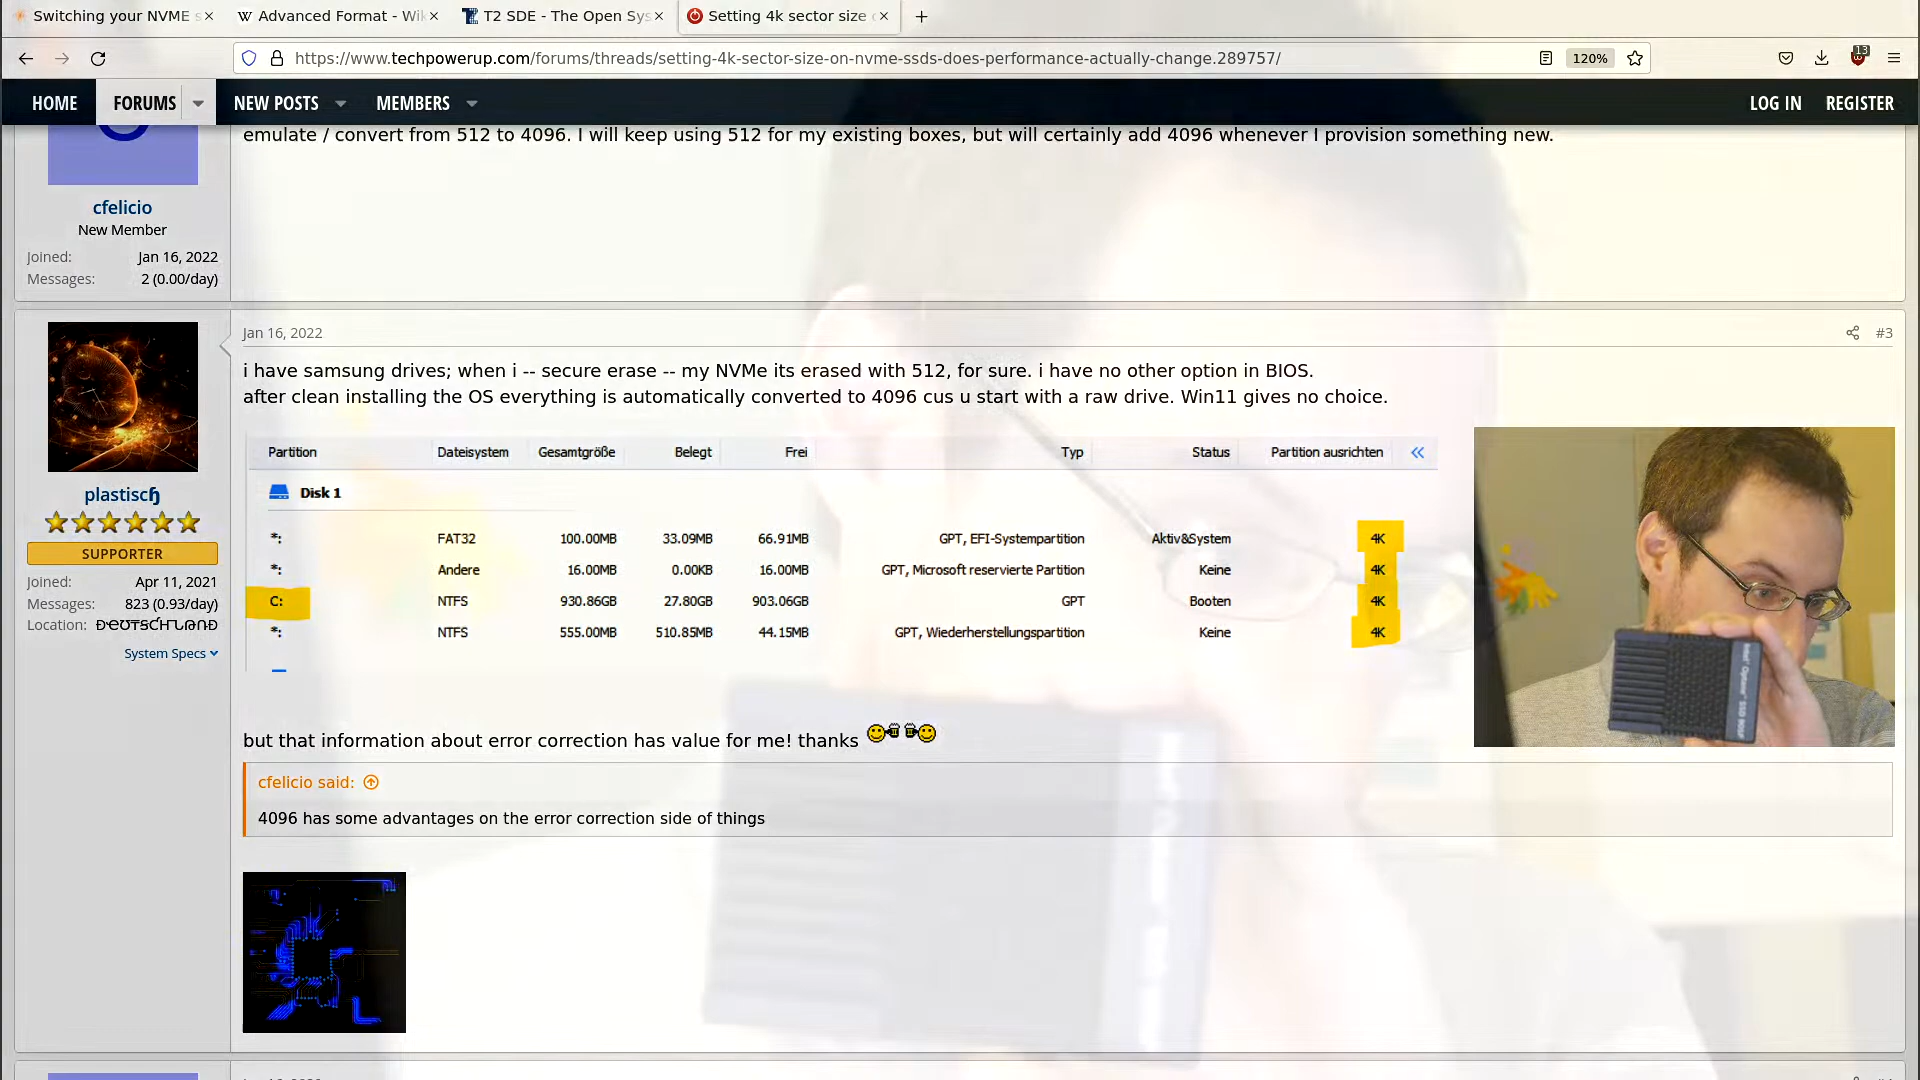 Switching your NVME s
Advanced Format - Wik
T2 SDE - The Open Sys
Setting 4k sector size o
https://www.techpowerup.com/forums/threads/setting-4k-sector-size-on-nvme-ssds-does-performance-actually-change.289757/
120%
13
HOME FORUMS NEW POSTS MEMBERS LOG IN REGISTER
emulate / convert from 512 to 4096. I will keep using 512 for my existing boxes, but will certainly add 4096 whenever I provision something new.
cfelicio
New Member
Joined: Jan 16, 2022
Messages: 2 (0.00/day)
Jan 16, 2022 #3
plastiscɧ
SUPPORTER
Joined: Apr 11, 2021
Messages: 823 (0.93/day)
Location:
System Specs
i have samsung drives; when i -- secure erase -- my NVMe its erased with 512, for sure. i have no other option in BIOS.
after clean installing the OS everything is automatically converted to 4096 cus u start with a raw drive. Win11 gives no choice.
Partition Dateisystem Gesamtgröße Belegt Frei Typ Status Partition ausrichten
Disk 1
*: FAT32 100.00MB 33.09MB 66.91MB GPT, EFI-Systempartition Aktiv&System 4K
*: Andere 16.00MB 0.00KB 16.00MB GPT, Microsoft reservierte Partition Keine 4K
C: NTFS 930.86GB 27.80GB 903.06GB GPT Booten 4K
*: NTFS 555.00MB 510.85MB 44.15MB GPT, Wiederherstellungspartition Keine 4K
intel Optane SSD 905P
but that information about error correction has value for me! thanks
cfelicio said:
4096 has some advantages on the error correction side of things